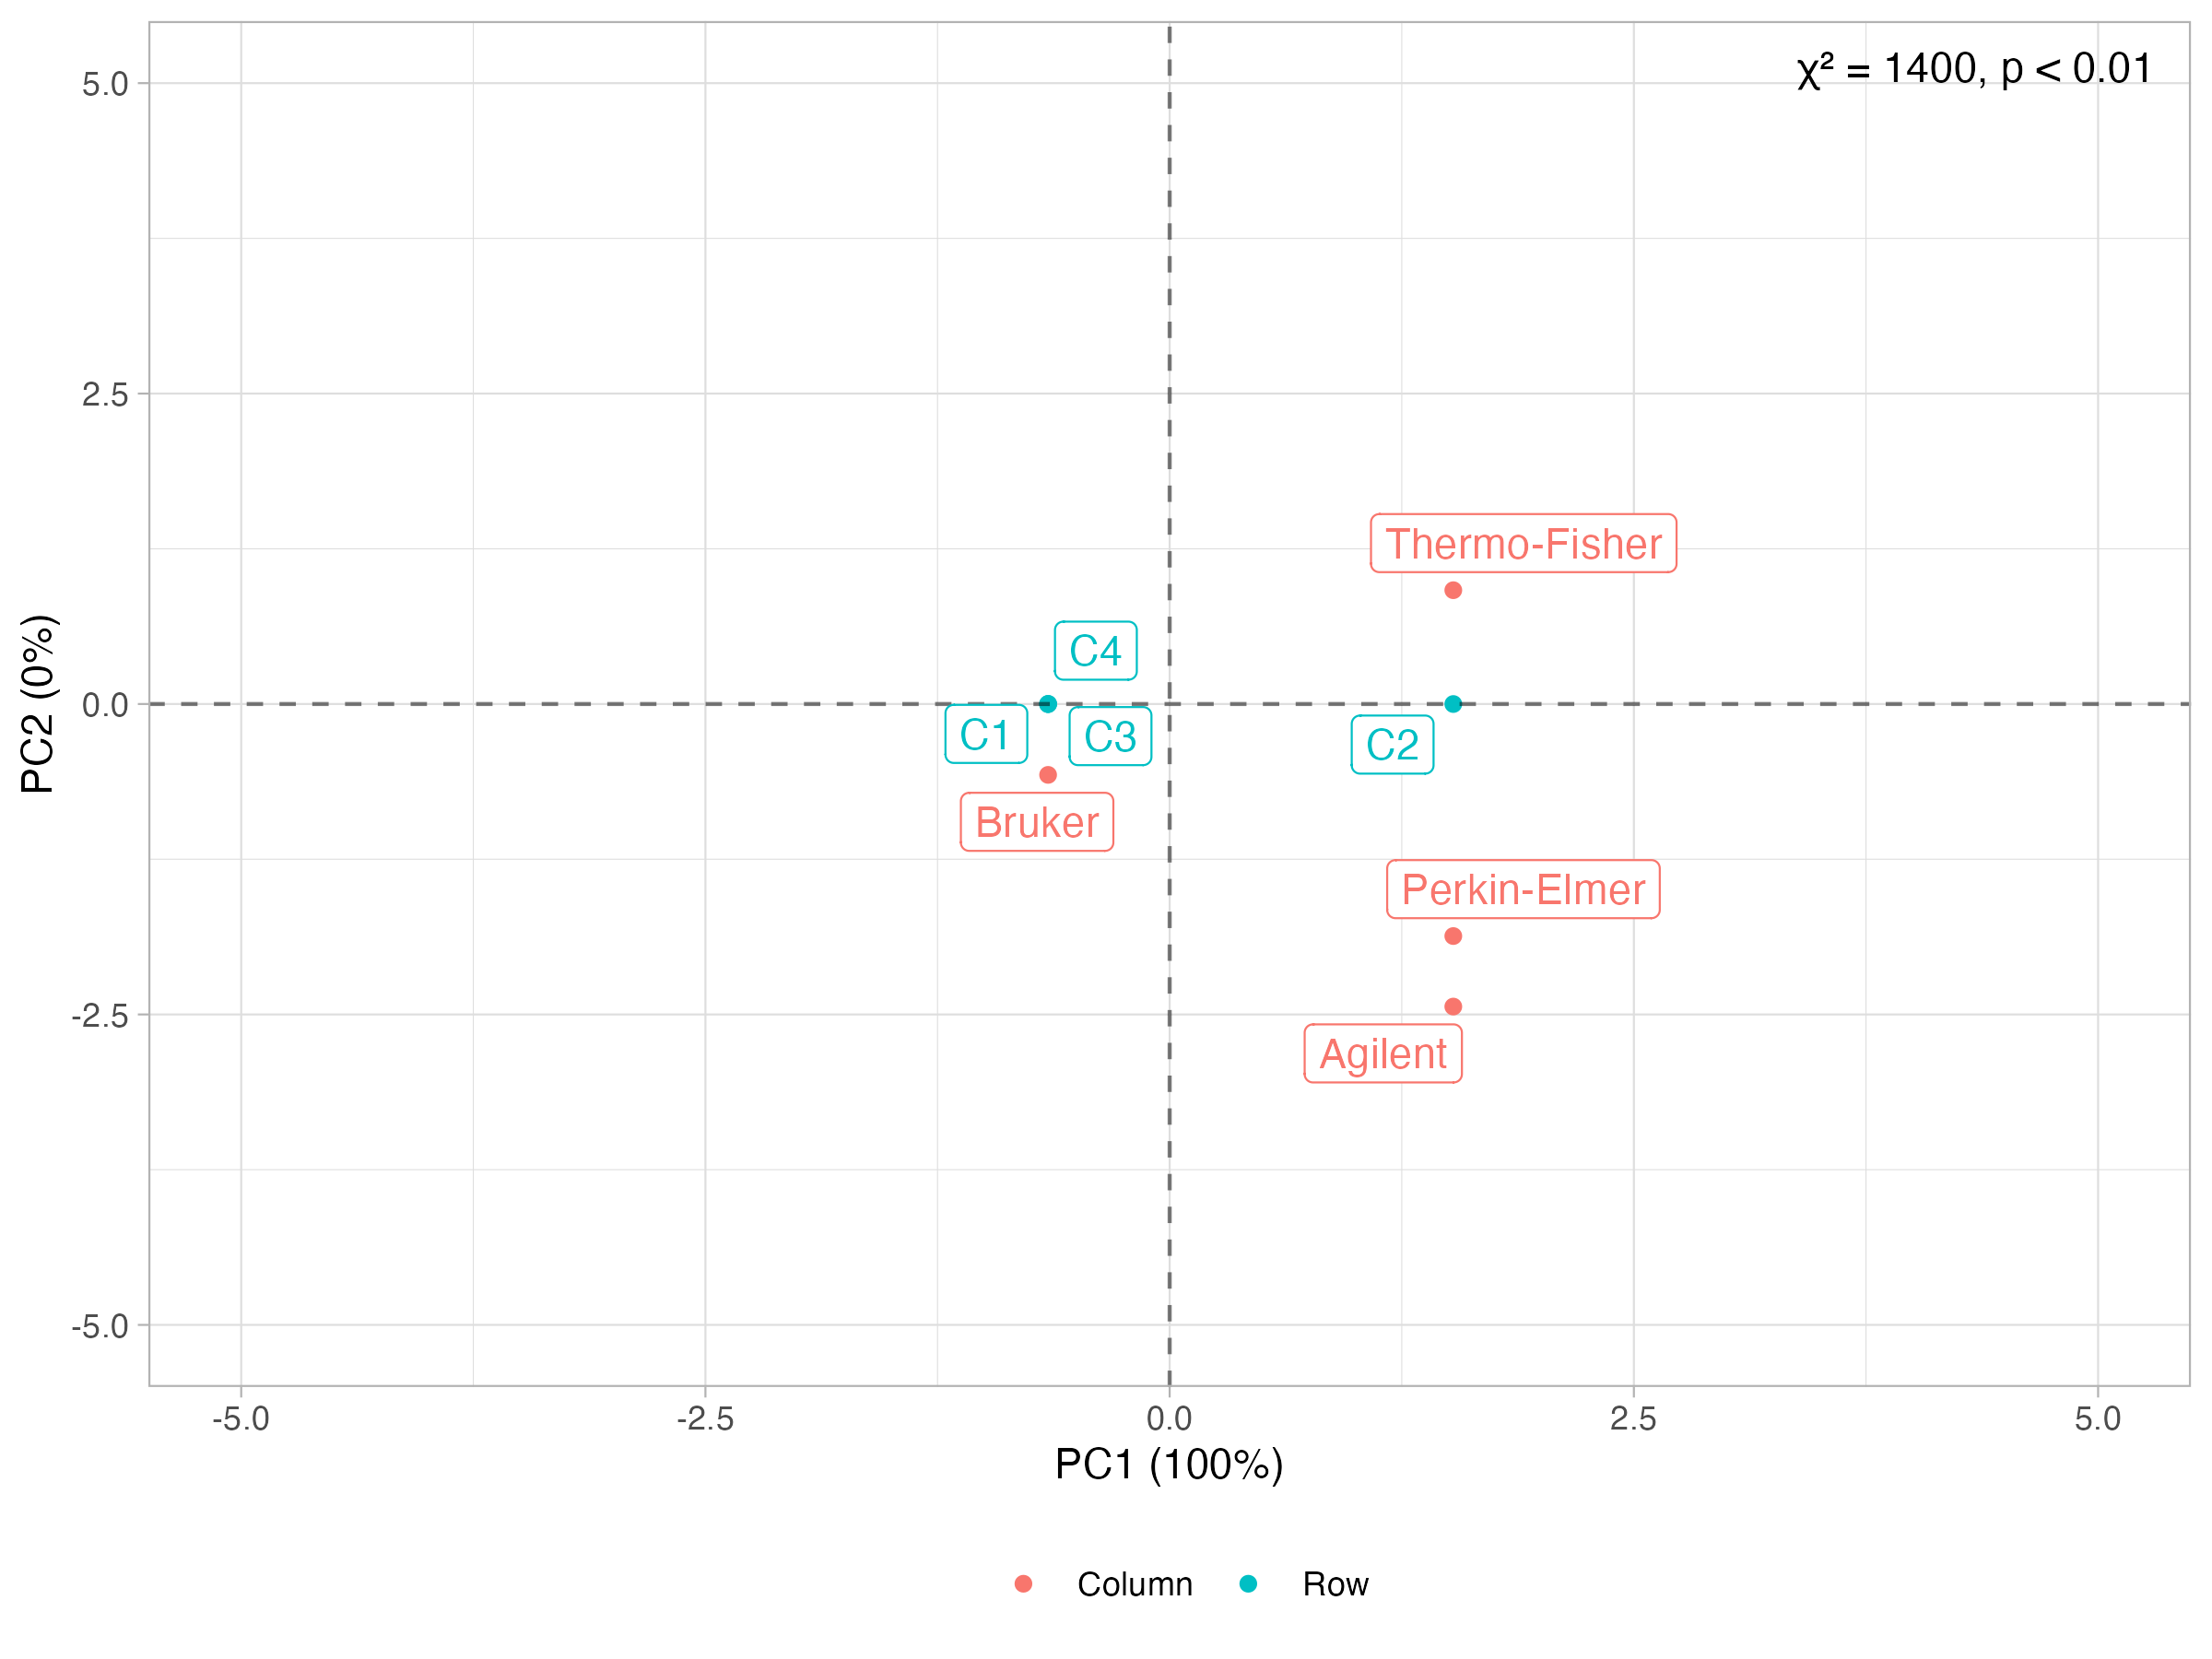 χ² = 1400, p < 0.01
5.0
2.5
0.0
-2.5
-5.0
PC2 (0%)
Thermo-Fisher
C4
C1
C3
C2
Bruker
Perkin-Elmer
Agilent
-5.0
-2.5
0.0
2.5
5.0
PC1 (100%)
Column
Row